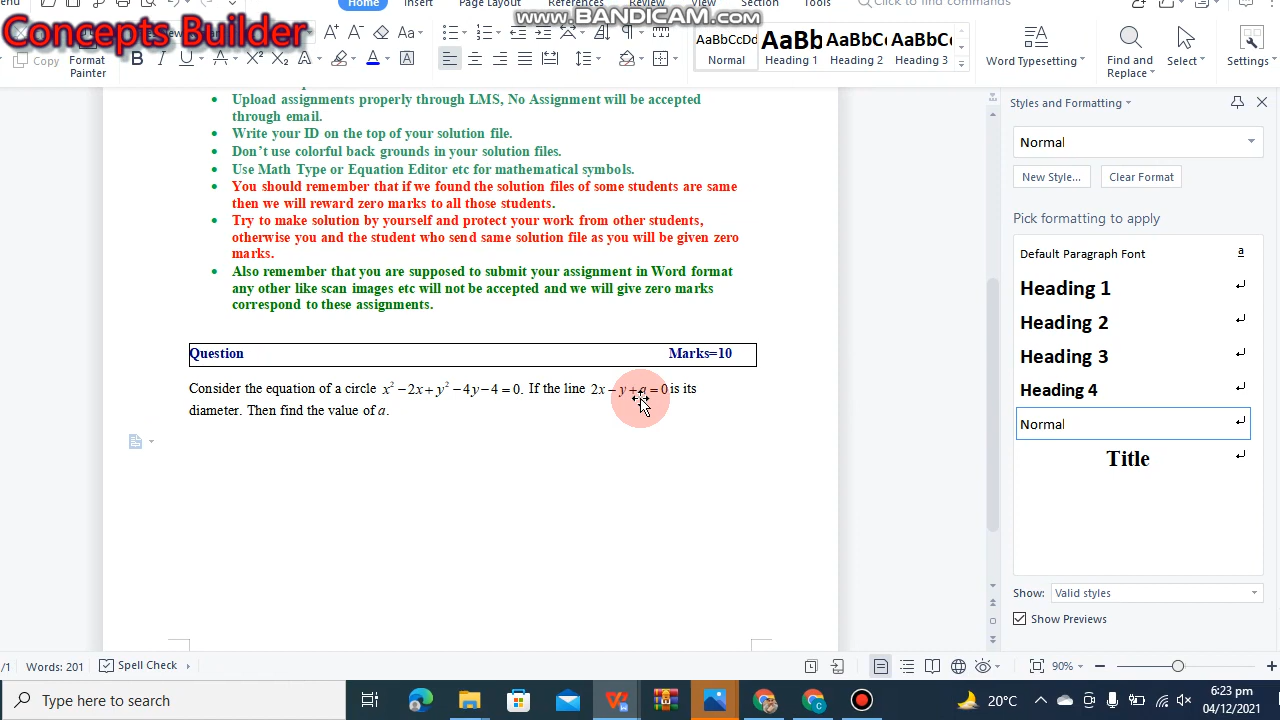 Home Insert Page Layout References Review View Section Tools Click to find commands
www.BANDICAM.com
Concepts Builder
Copy Format Painter
B I U A X² X₂ A A A
AaBbCcDd AaBb AaBbC AaBbC
Normal Heading 1 Heading 2 Heading 3
Word Typesetting Find and Replace Select Settings
Styles and Formatting
Normal
New Style... Clear Format
Pick formatting to apply
Default Paragraph Font a
Heading 1
Heading 2
Heading 3
Heading 4
Normal
Title
Show: Valid styles
Show Previews
• Upload assignments properly through LMS, No Assignment will be accepted
through email.
• Write your ID on the top of your solution file.
• Don’t use colorful back grounds in your solution files.
• Use Math Type or Equation Editor etc for mathematical symbols.
• You should remember that if we found the solution files of some students are same
then we will reward zero marks to all those students.
• Try to make solution by yourself and protect your work from other students,
otherwise you and the student who send same solution file as you will be given zero
marks.
• Also remember that you are supposed to submit your assignment in Word format
any other like scan images etc will not be accepted and we will give zero marks
correspond to these assignments.
Question Marks=10
Consider the equation of a circle x² − 2x + y² − 4y − 4 = 0. If the line 2x − y + a = 0 is its
diameter. Then find the value of a.
/1 Words: 201 Spell Check 90%
Type here to search
20°C
6:23 pm
04/12/2021